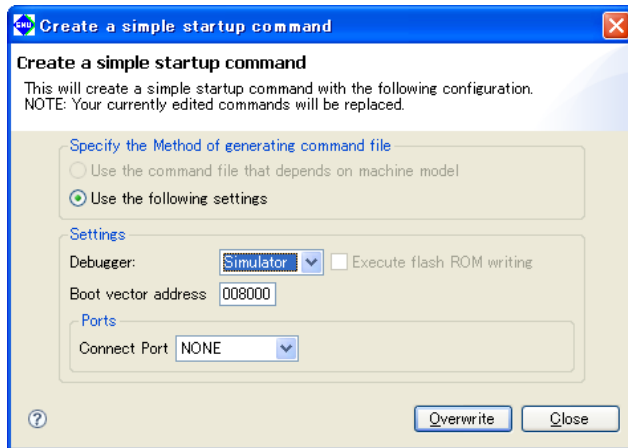 Create a simple startup command
Create a simple startup command
This will create a simple startup command with the following configuration.
NOTE: Your currently edited commands will be replaced.
Specify the Method of generating command file
Use the command file that depends on machine model
Use the following settings
Settings
Debugger: Simulator Execute flash ROM writing
Boot vector address 008000
Ports
Connect Port NONE
? Overwrite Close